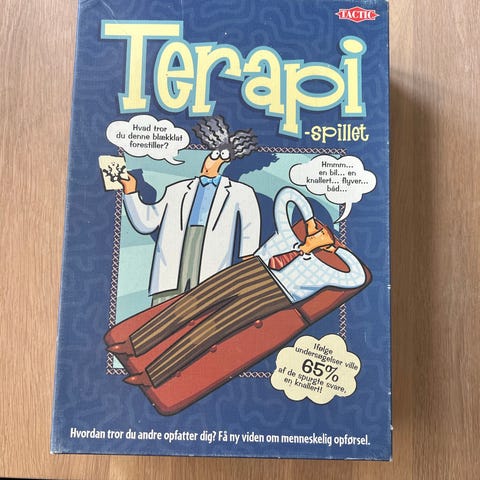 TACTIC
Terapi
-spillet
Hvad tror
du denne blækklat
forestiller?
Hmmm...
en bil... en
knallert... flyver...
båd...
Ifølge
undersøgelser ville
65%
af de spurgte svare,
en knallert!
Hvordan tror du andre opfatter dig? Få ny viden om menneskelig opførsel.